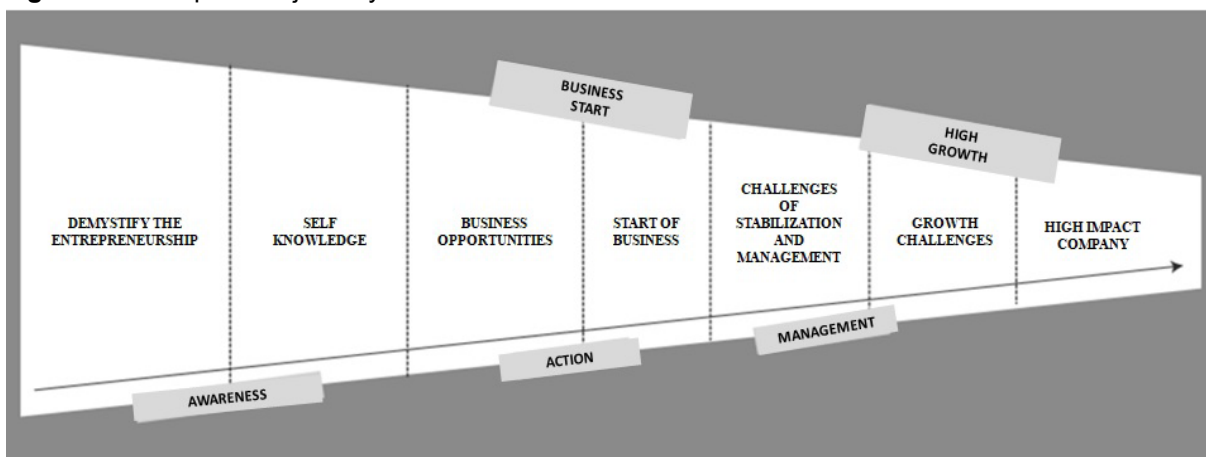 BUSINESS
START
HIGH
GROWTH
DEMYSTIFY THE
ENTREPRENEURSHIP
SELF
KNOWLEDGE
BUSINESS
OPPORTUNITIES
START OF
BUSINESS
CHALLENGES
OF
STABILIZATION
AND
MANAGEMENT
GROWTH
CHALLENGES
HIGH IMPACT
COMPANY
AWARENESS
ACTION
MANAGEMENT